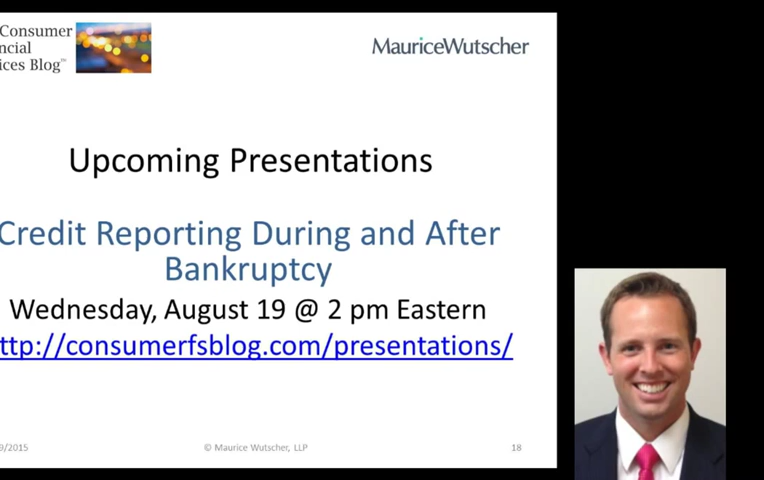 Consumer
ncial
ices Blog™
MauriceWutscher
Upcoming Presentations
Credit Reporting During and After
Bankruptcy
Wednesday, August 19 @ 2 pm Eastern
ttp://consumerfsblog.com/presentations/
9/2015
© Maurice Wutscher, LLP
18